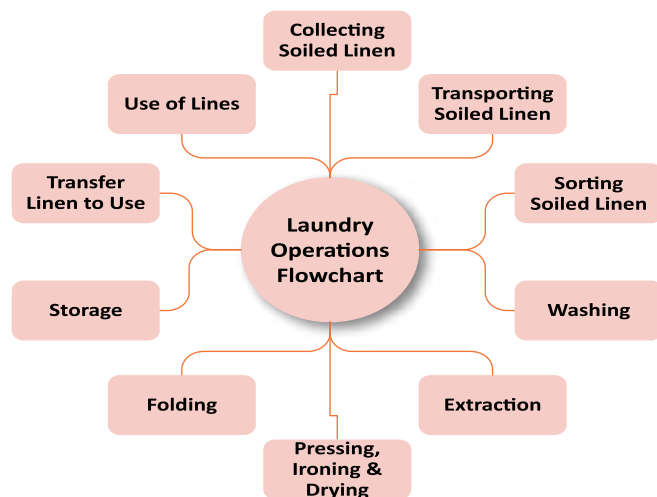 Collecting
Soiled Linen
Use of Lines
Transporting
Soiled Linen
Transfer
Linen to Use
Sorting
Soiled Linen
Laundry
Operations
Flowchart
Storage
Washing
Folding
Extraction
Pressing,
Ironing &
Drying